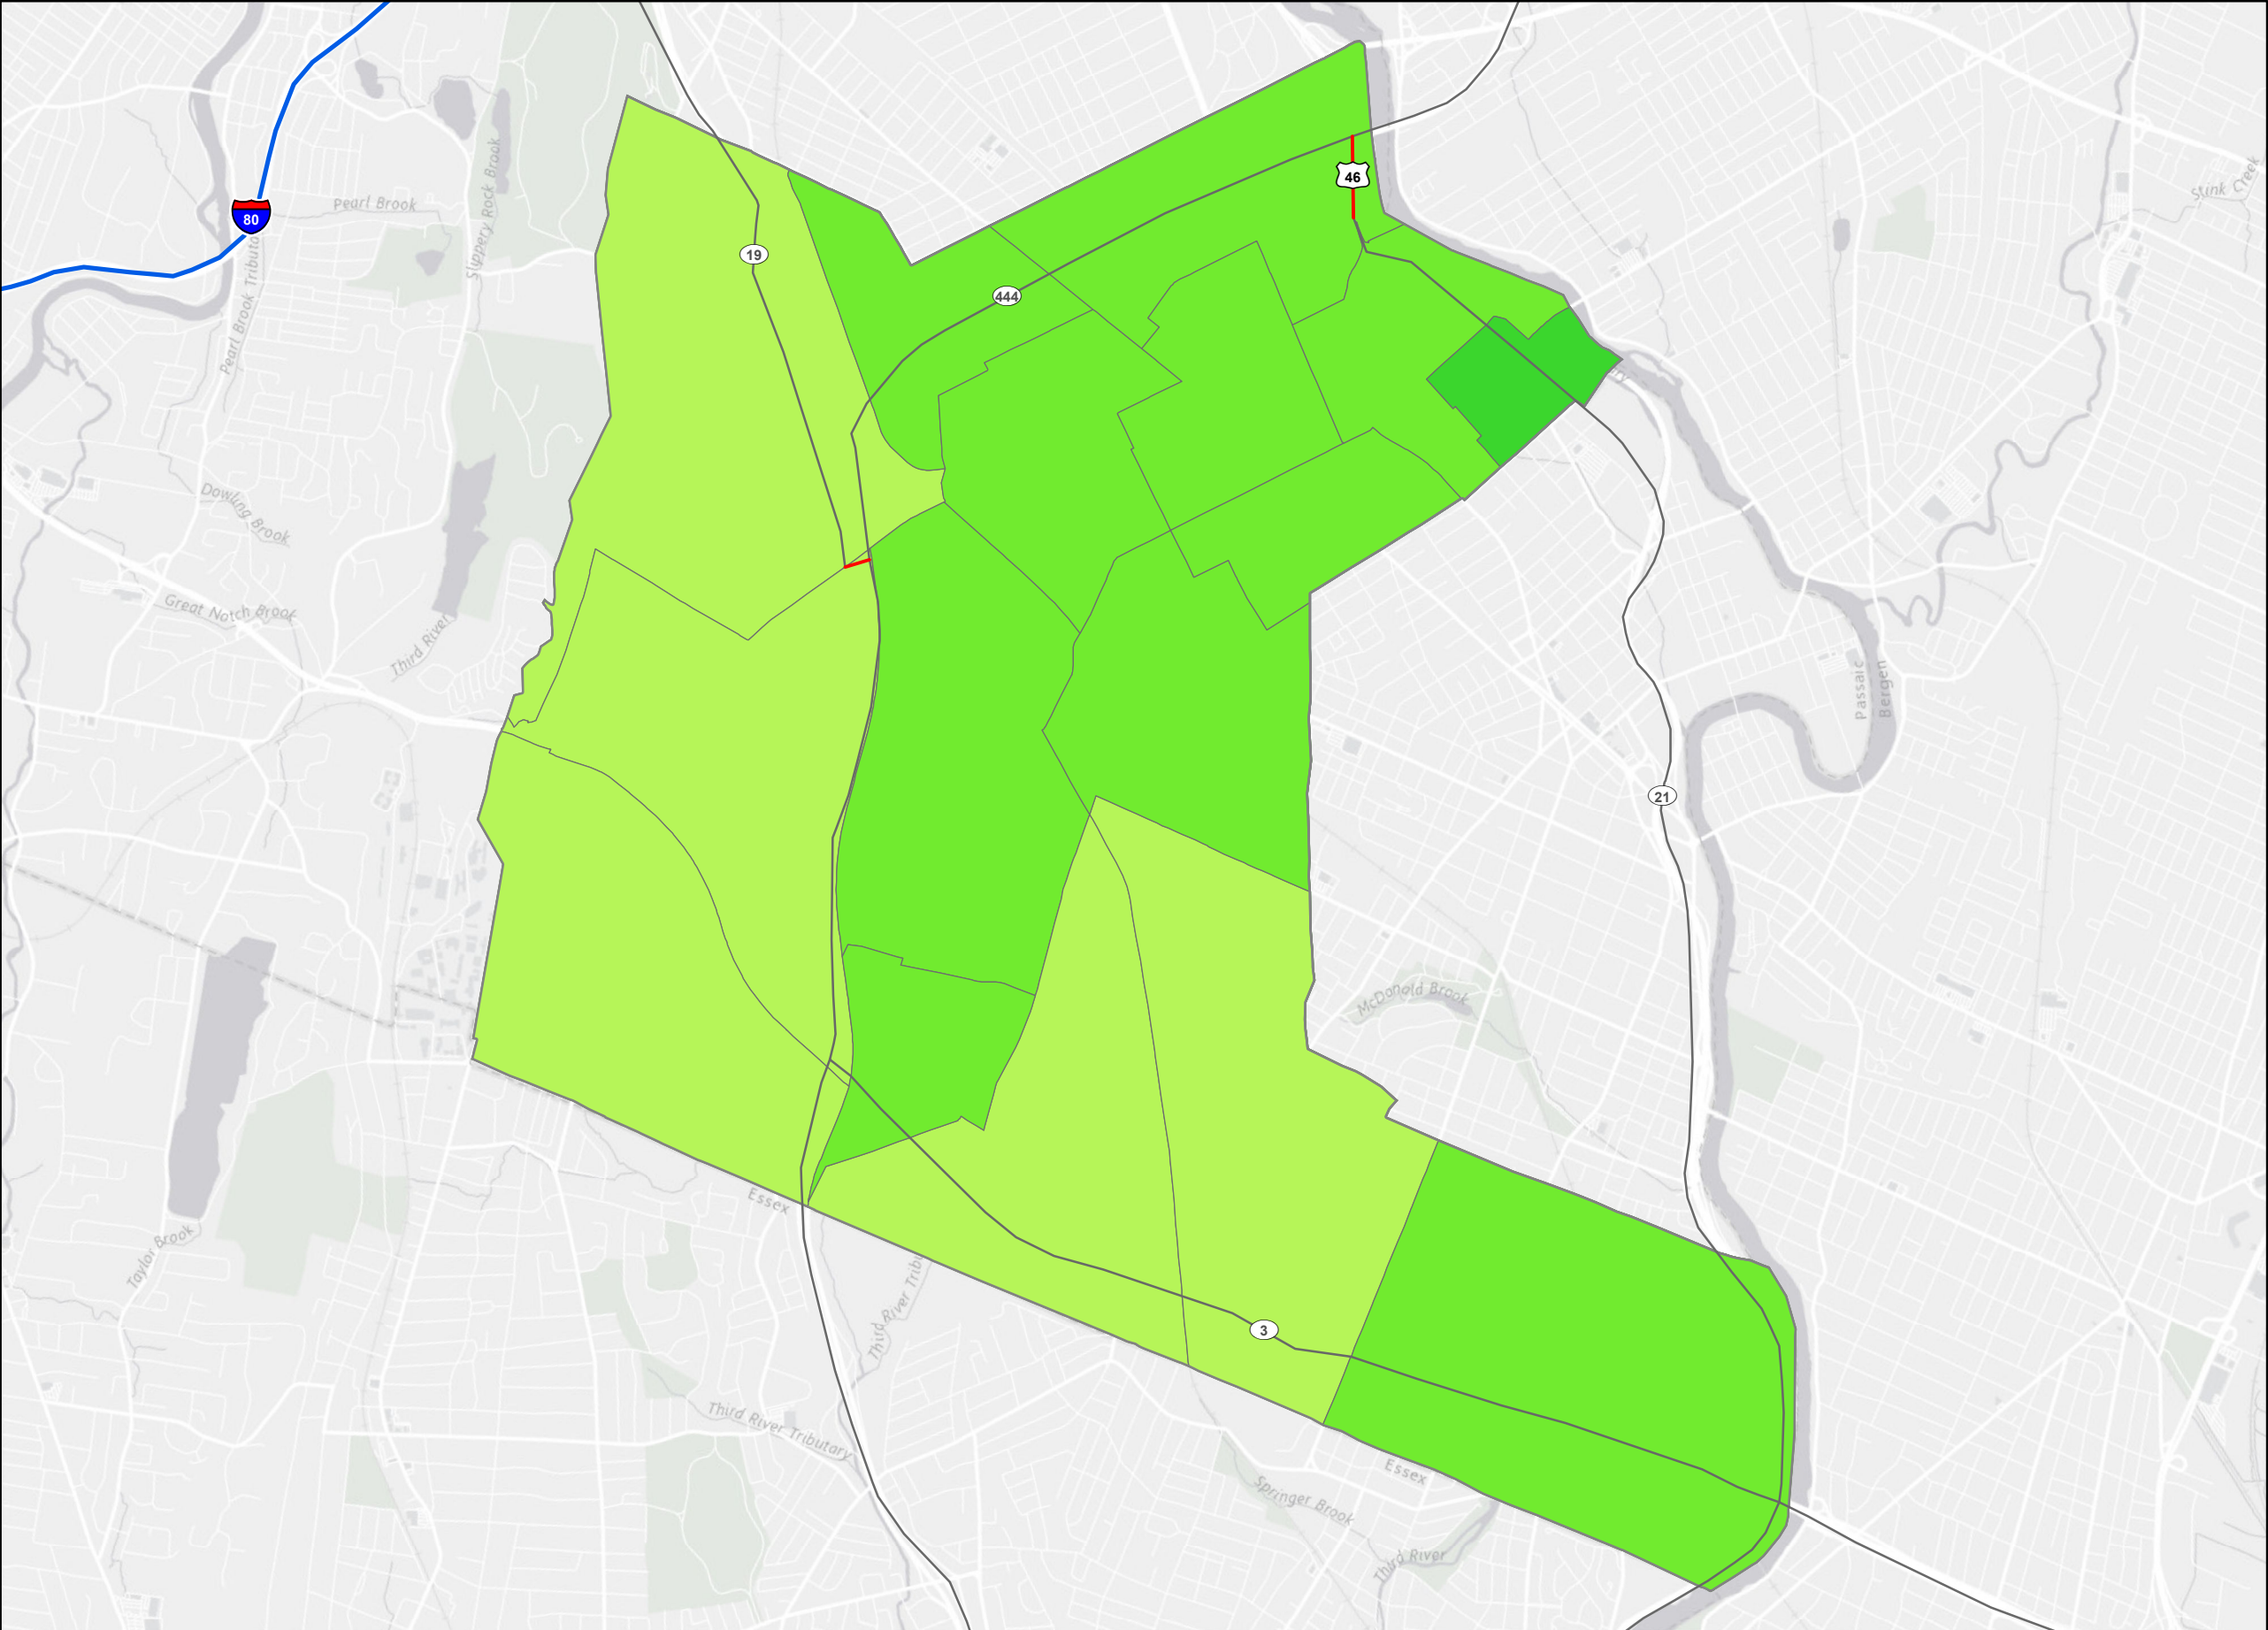 46
80
Pearl Brook
Slippery Rock Brook
Stink Creek
19
444
Pearl Brook Tributa
Dowling Brook
Great Notch Brook
Third River
Passaic
Bergen
21
McDonald Brook
Essex
Taylor Brook
Third River Tribu
3
Third River Tributary
Essex
Springer Brook
Third River